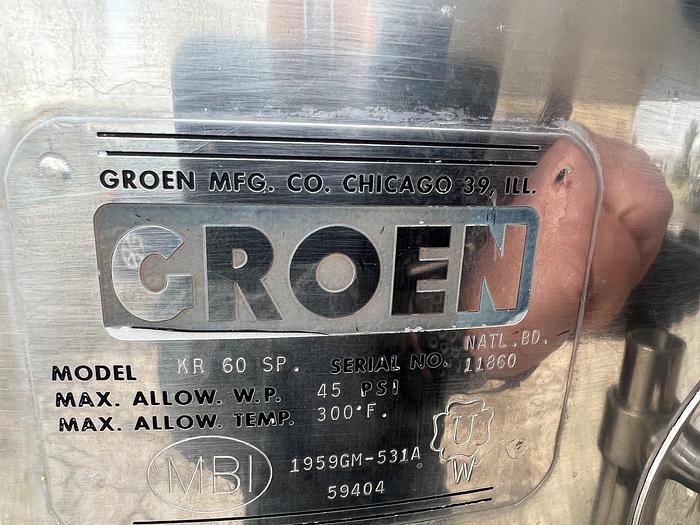 GROEN MFG. CO. CHICAGO 39, ILL.
GROEN
NATL. BD.
MODEL KR 60 SP. SERIAL NO. 11860
MAX. ALLOW. W.P. 45 PSI
MAX. ALLOW. TEMP. 300°F.
U
MBI 1959GM-531A W
59404